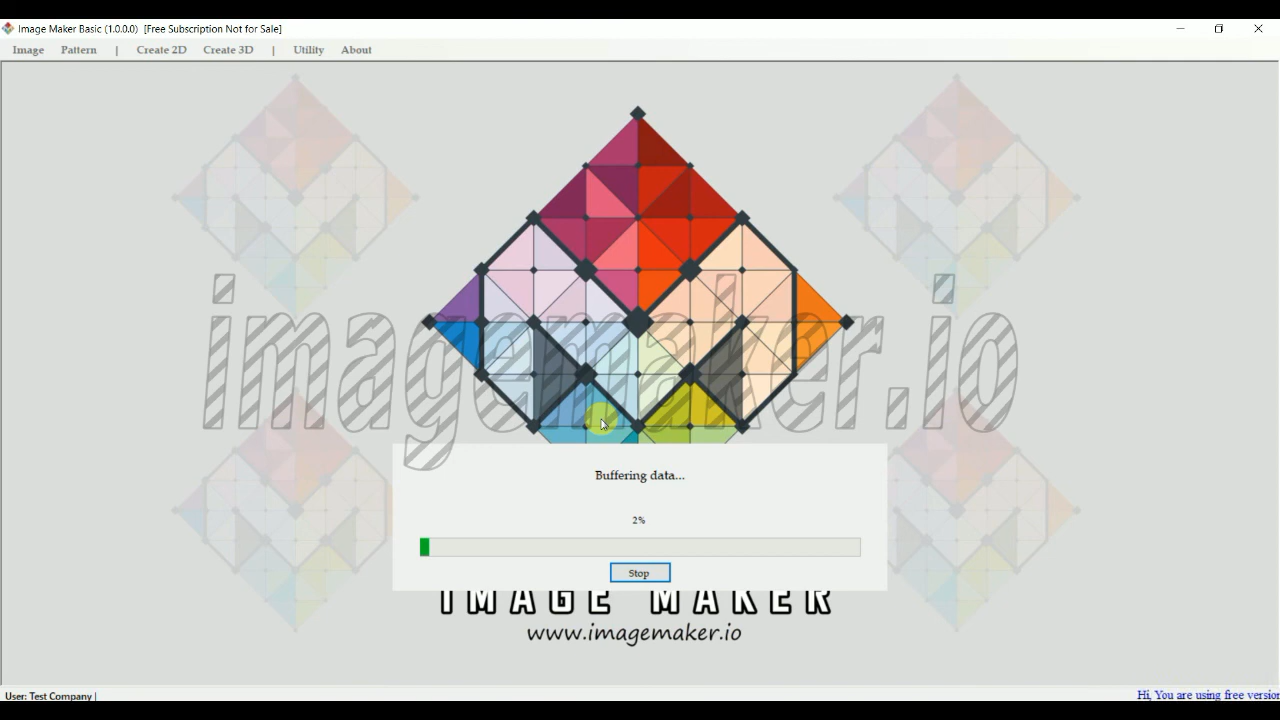 Image Maker Basic (1.0.0.0) [Free Subscription Not for Sale]
Image Pattern | Create 2D Create 3D | Utility About
imagemaker.io
Buffering data...
2%
Stop
IMAGE MAKER
www.imagemaker.io
User: Test Company |
Hi, You are using free version